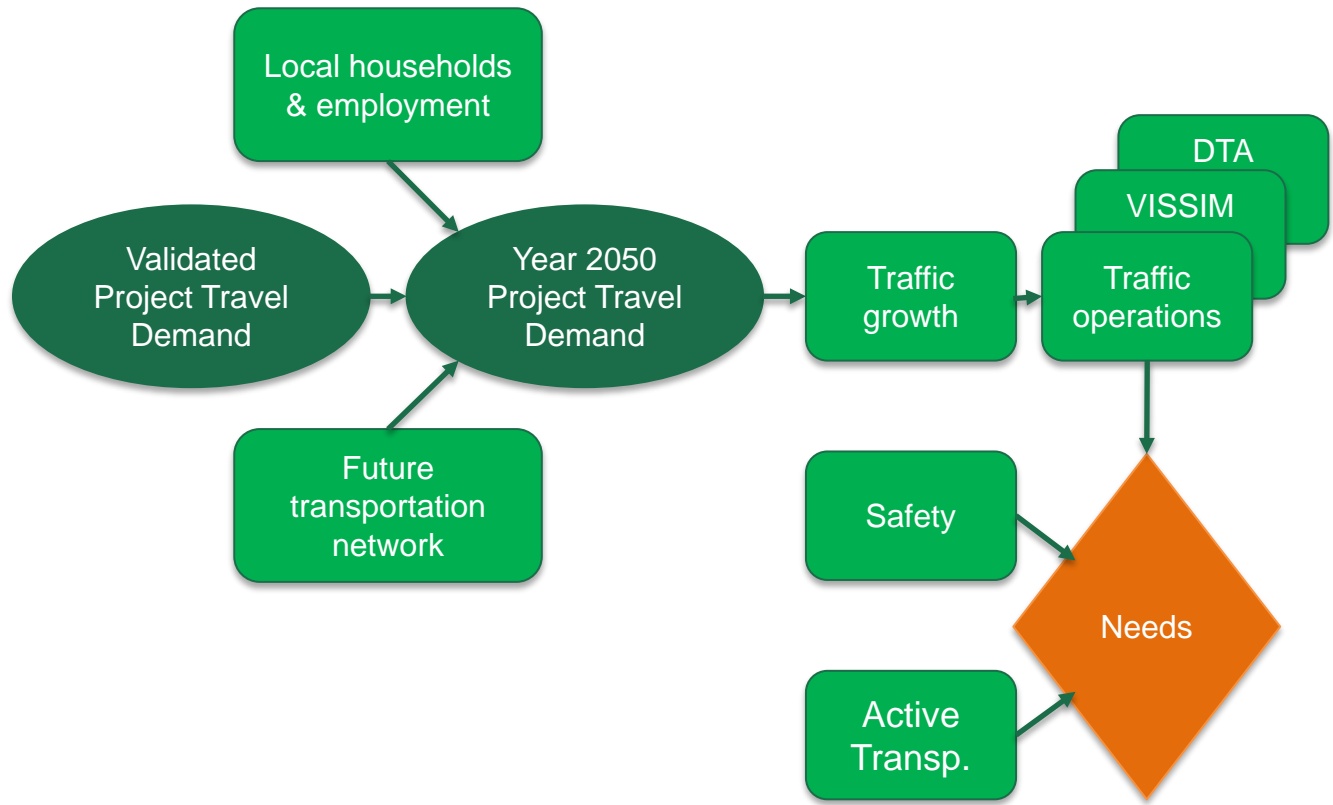 Local households
& employment
DTA
VISSIM
Validated
Project Travel
Demand
Year 2050
Project Travel
Demand
Traffic
growth
Traffic
operations
Future
transportation
network
Safety
Needs
Active
Transp.